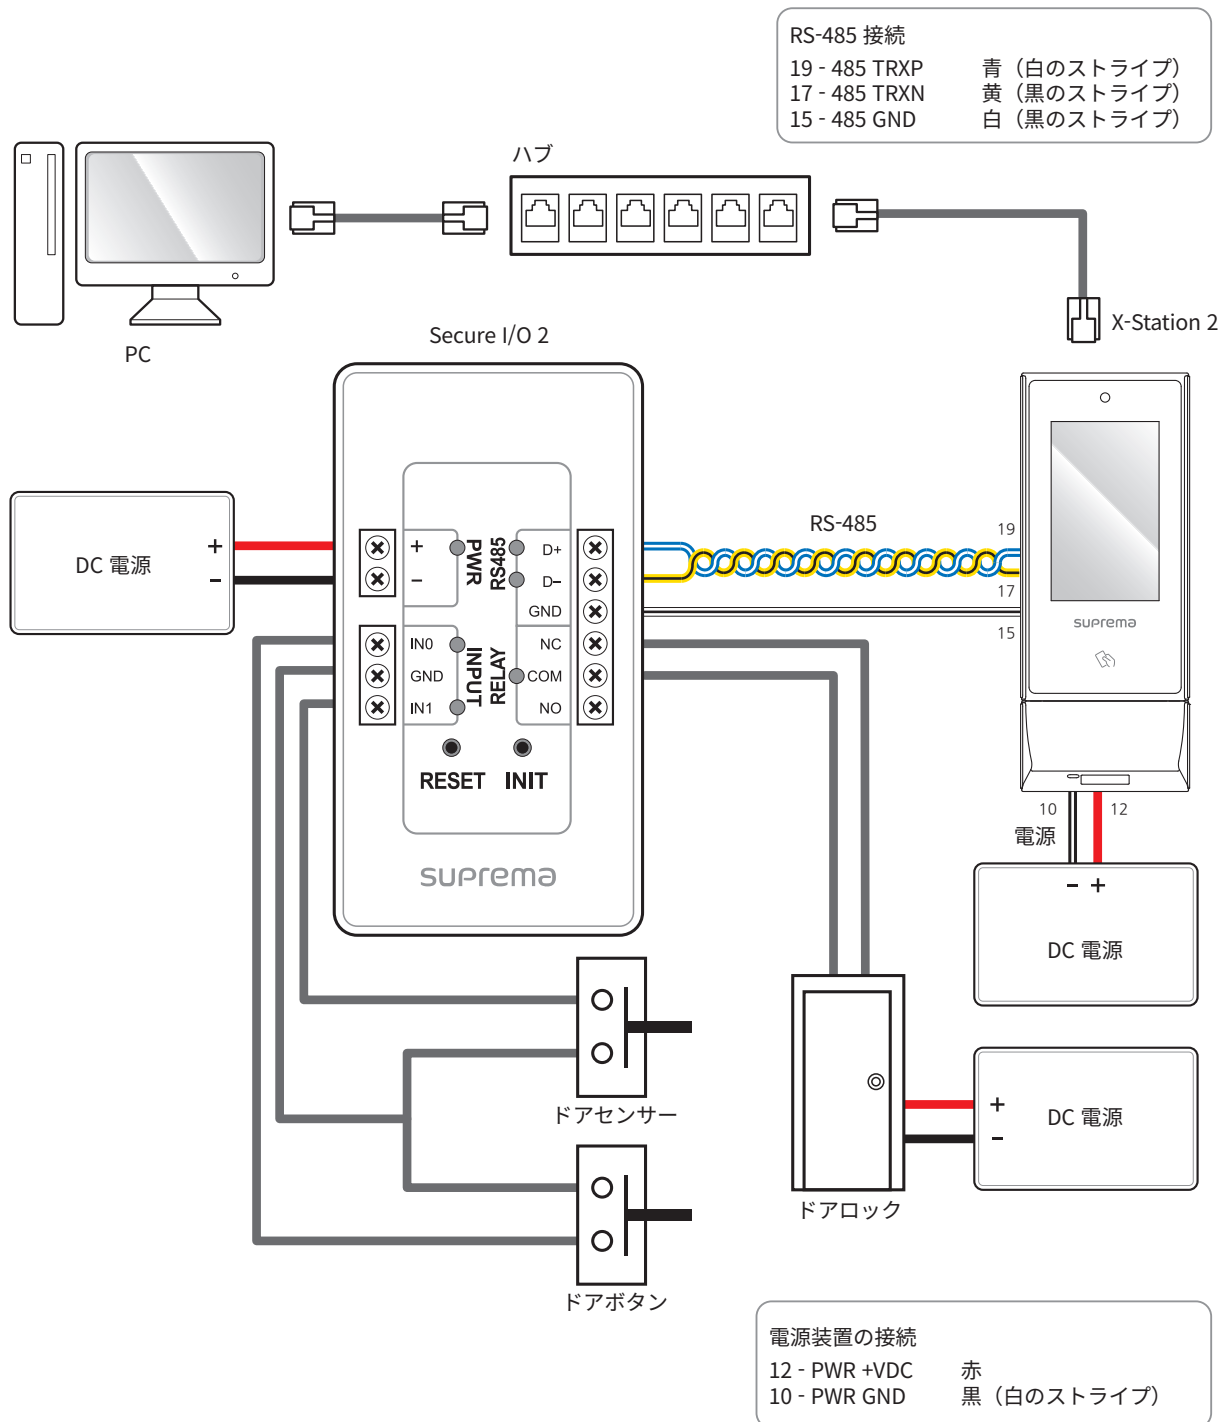 RS-485 接続
19 - 485 TRXP 青（白のストライプ）
17 - 485 TRXN 黄（黒のストライプ）
15 - 485 GND 白（黒のストライプ）
ハブ
PC
Secure I/O 2
X-Station 2
DC 電源
+
−
+
−
PWR
RS485
D+
D−
GND
IN0
GND
IN1
INPUT
RELAY
NC
COM
NO
RESET INIT
suprema
RS-485
19
17
15
suprema
10
12
電源
− +
DC 電源
ドアセンサー
ドアボタン
ドアロック
+
−
DC 電源
電源装置の接続
12 - PWR +VDC 赤
10 - PWR GND 黒（白のストライプ）